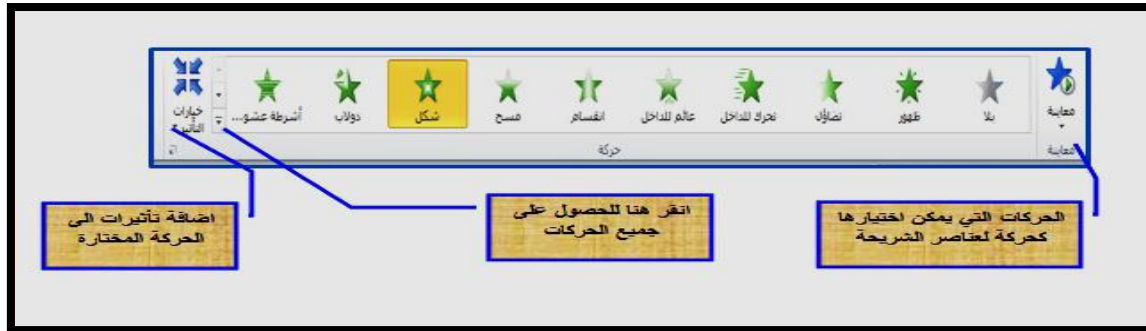 معاينة
بلا
ظهور
تضاؤل
تحرك للداخل
عائم للداخل
انقسام
مسح
شكل
دولاب
أشرطة عشو...
خيارات
التأثير
معاينة
حركة
الحركات التي يمكن اختيارها
كحركة لعناصر الشريحة
انقر هنا للحصول على
جميع الحركات
اضافة تأثيرات الى
الحركة المختارة